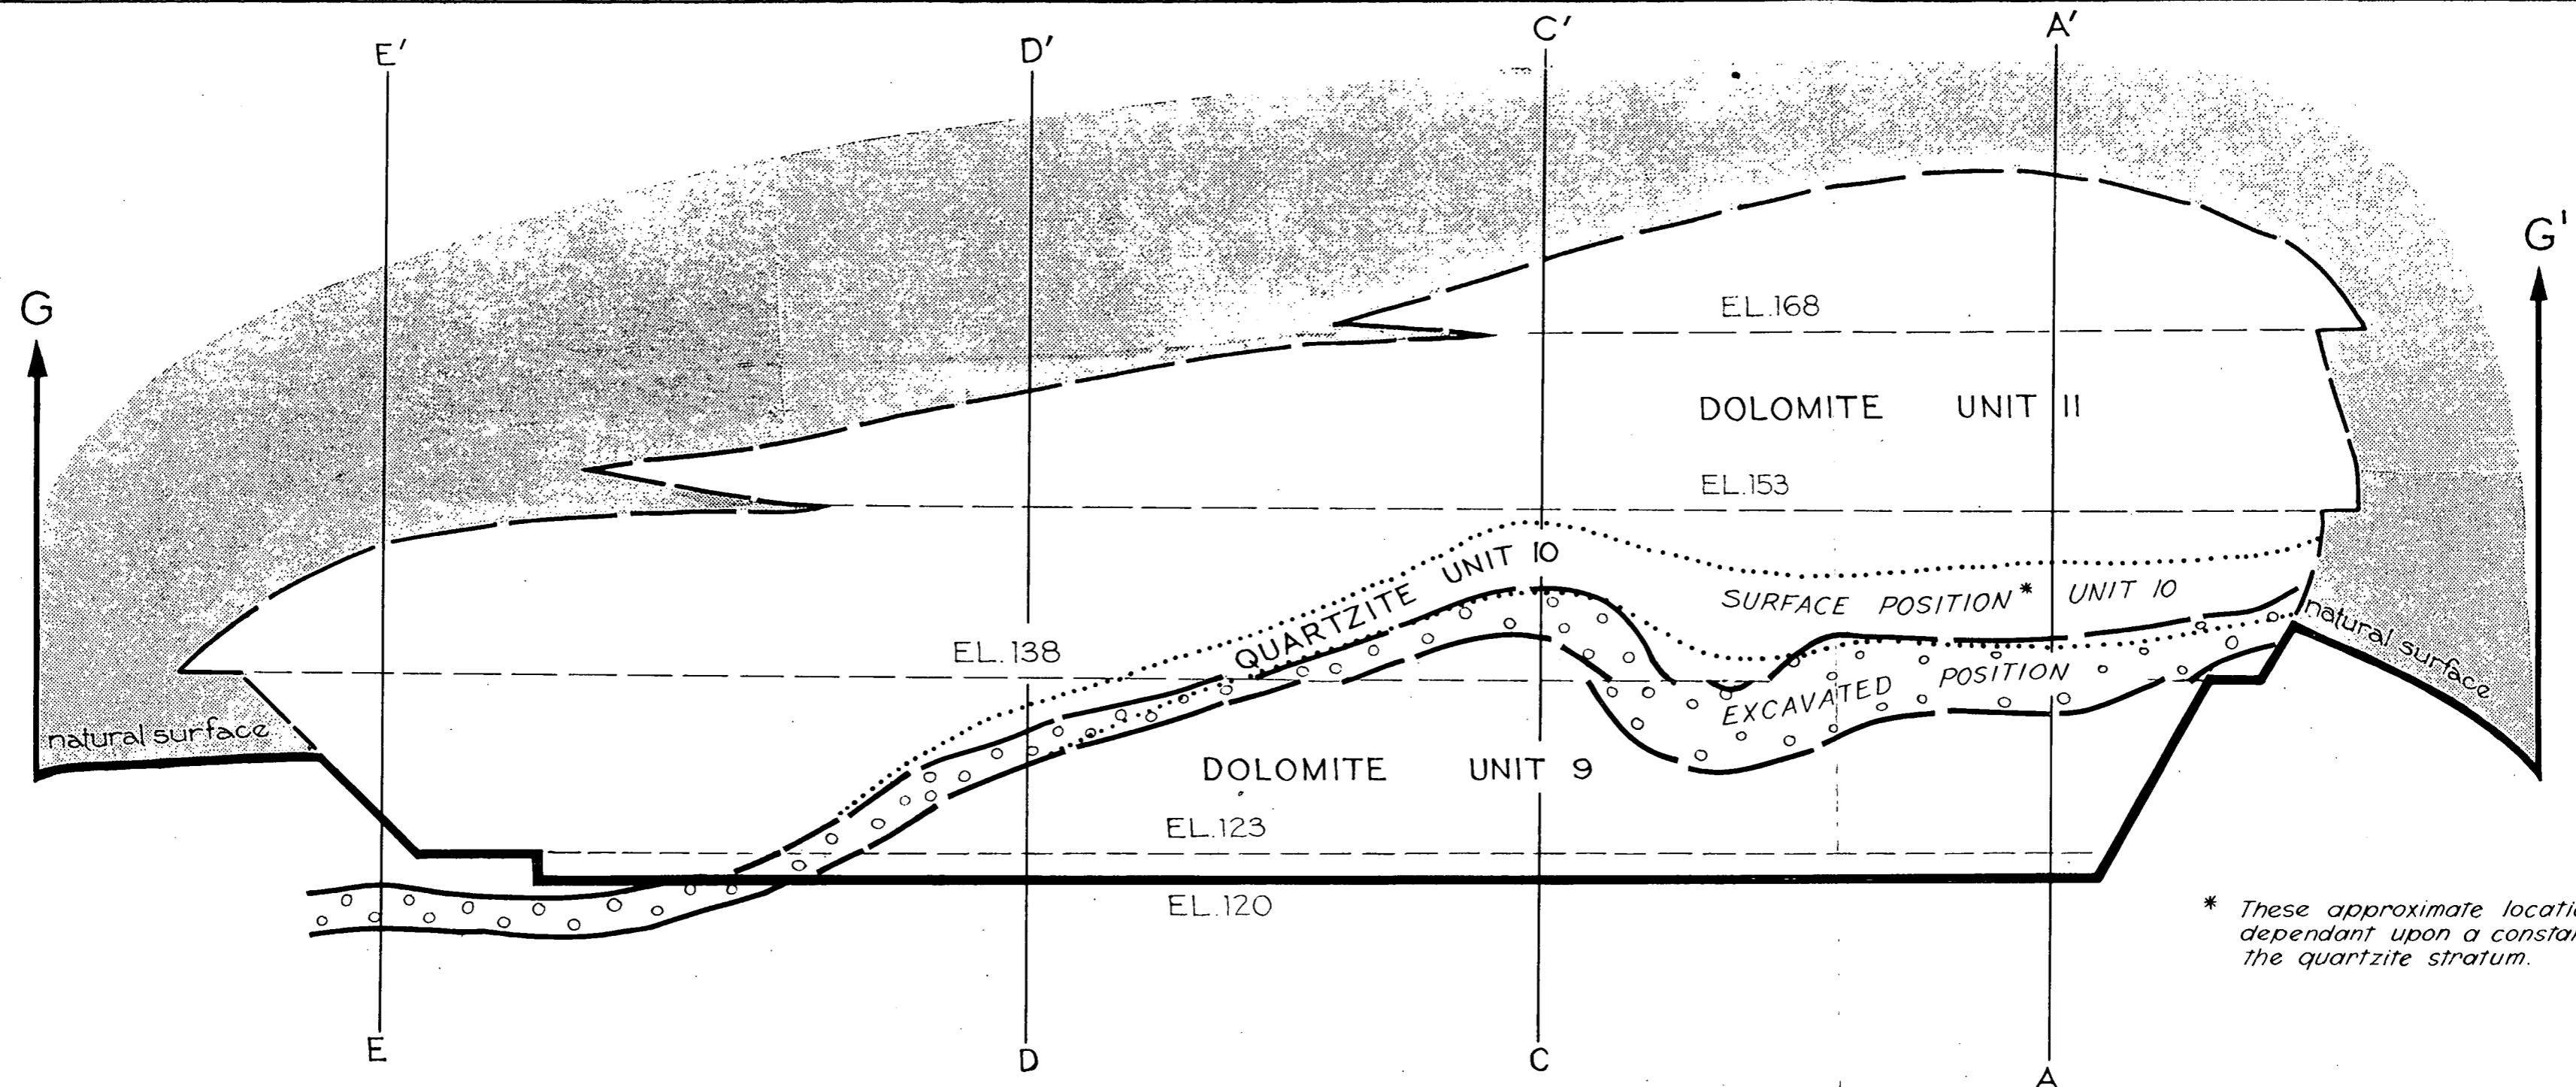 E' D' C' A'
G G'
EL.168
DOLOMITE UNIT 11
EL.153
QUARTZITE UNIT 10
SURFACE POSITION* UNIT 10
natural surface
EL.138
EXCAVATED POSITION
natural surface
DOLOMITE UNIT 9
EL.123
EL.120
* These approximate
dependant upon a
the quartzite stratum.
E D C A